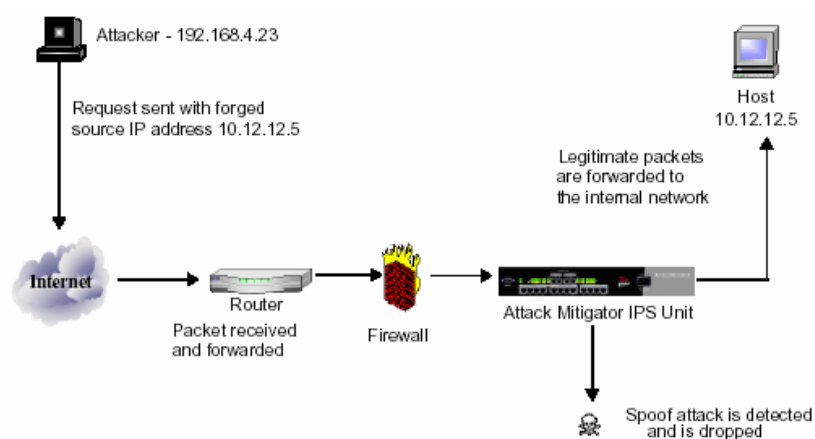 Attacker - 192.168.4.23
Request sent with forged
source IP address 10.12.12.5
Host
10.12.12.5
Legitimate packets
are forwarded to
the internal network
Internet
Router
Packet received
and forwarded
Firewall
Attack Mitigator IPS Unit
Spoof attack is detected
and is dropped